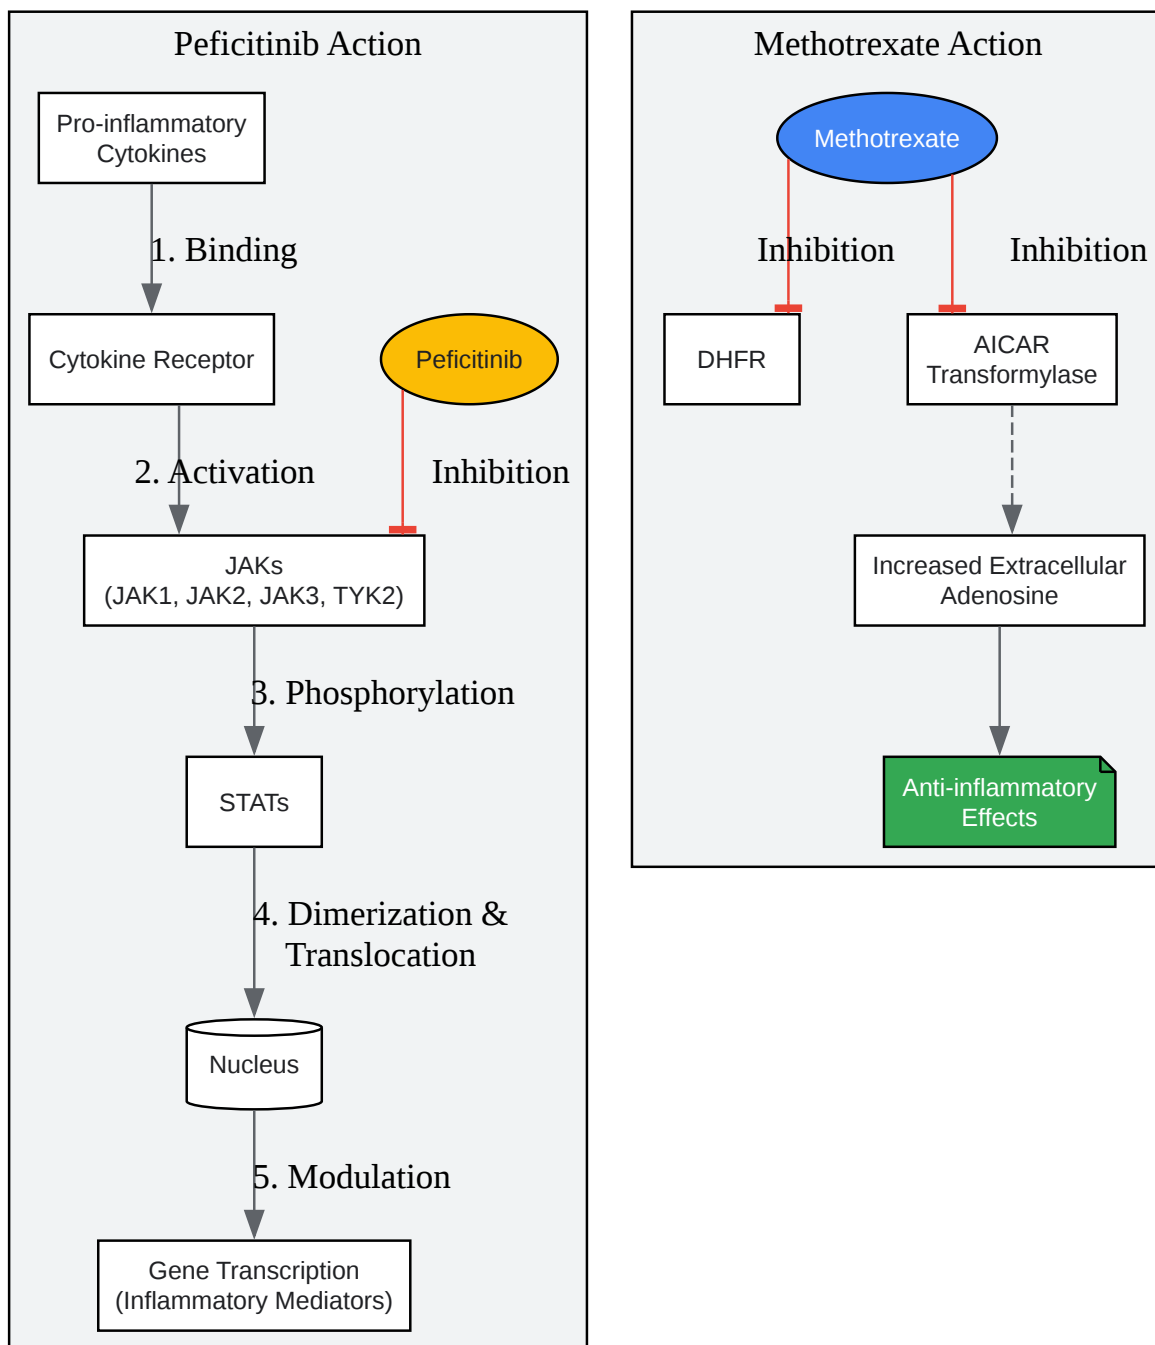 Peficitinib Action
Pro-inflammatory
Cytokines
1. Binding
Cytokine Receptor
Peficitinib
2. Activation
Inhibition
JAKs
(JAK1, JAK2, JAK3, TYK2)
3. Phosphorylation
STATs
4. Dimerization &
Translocation
Nucleus
5. Modulation
Gene Transcription
(Inflammatory Mediators)
Methotrexate Action
Methotrexate
Inhibition
Inhibition
DHFR
AICAR
Transformylase
Increased Extracellular
Adenosine
Anti-inflammatory
Effects